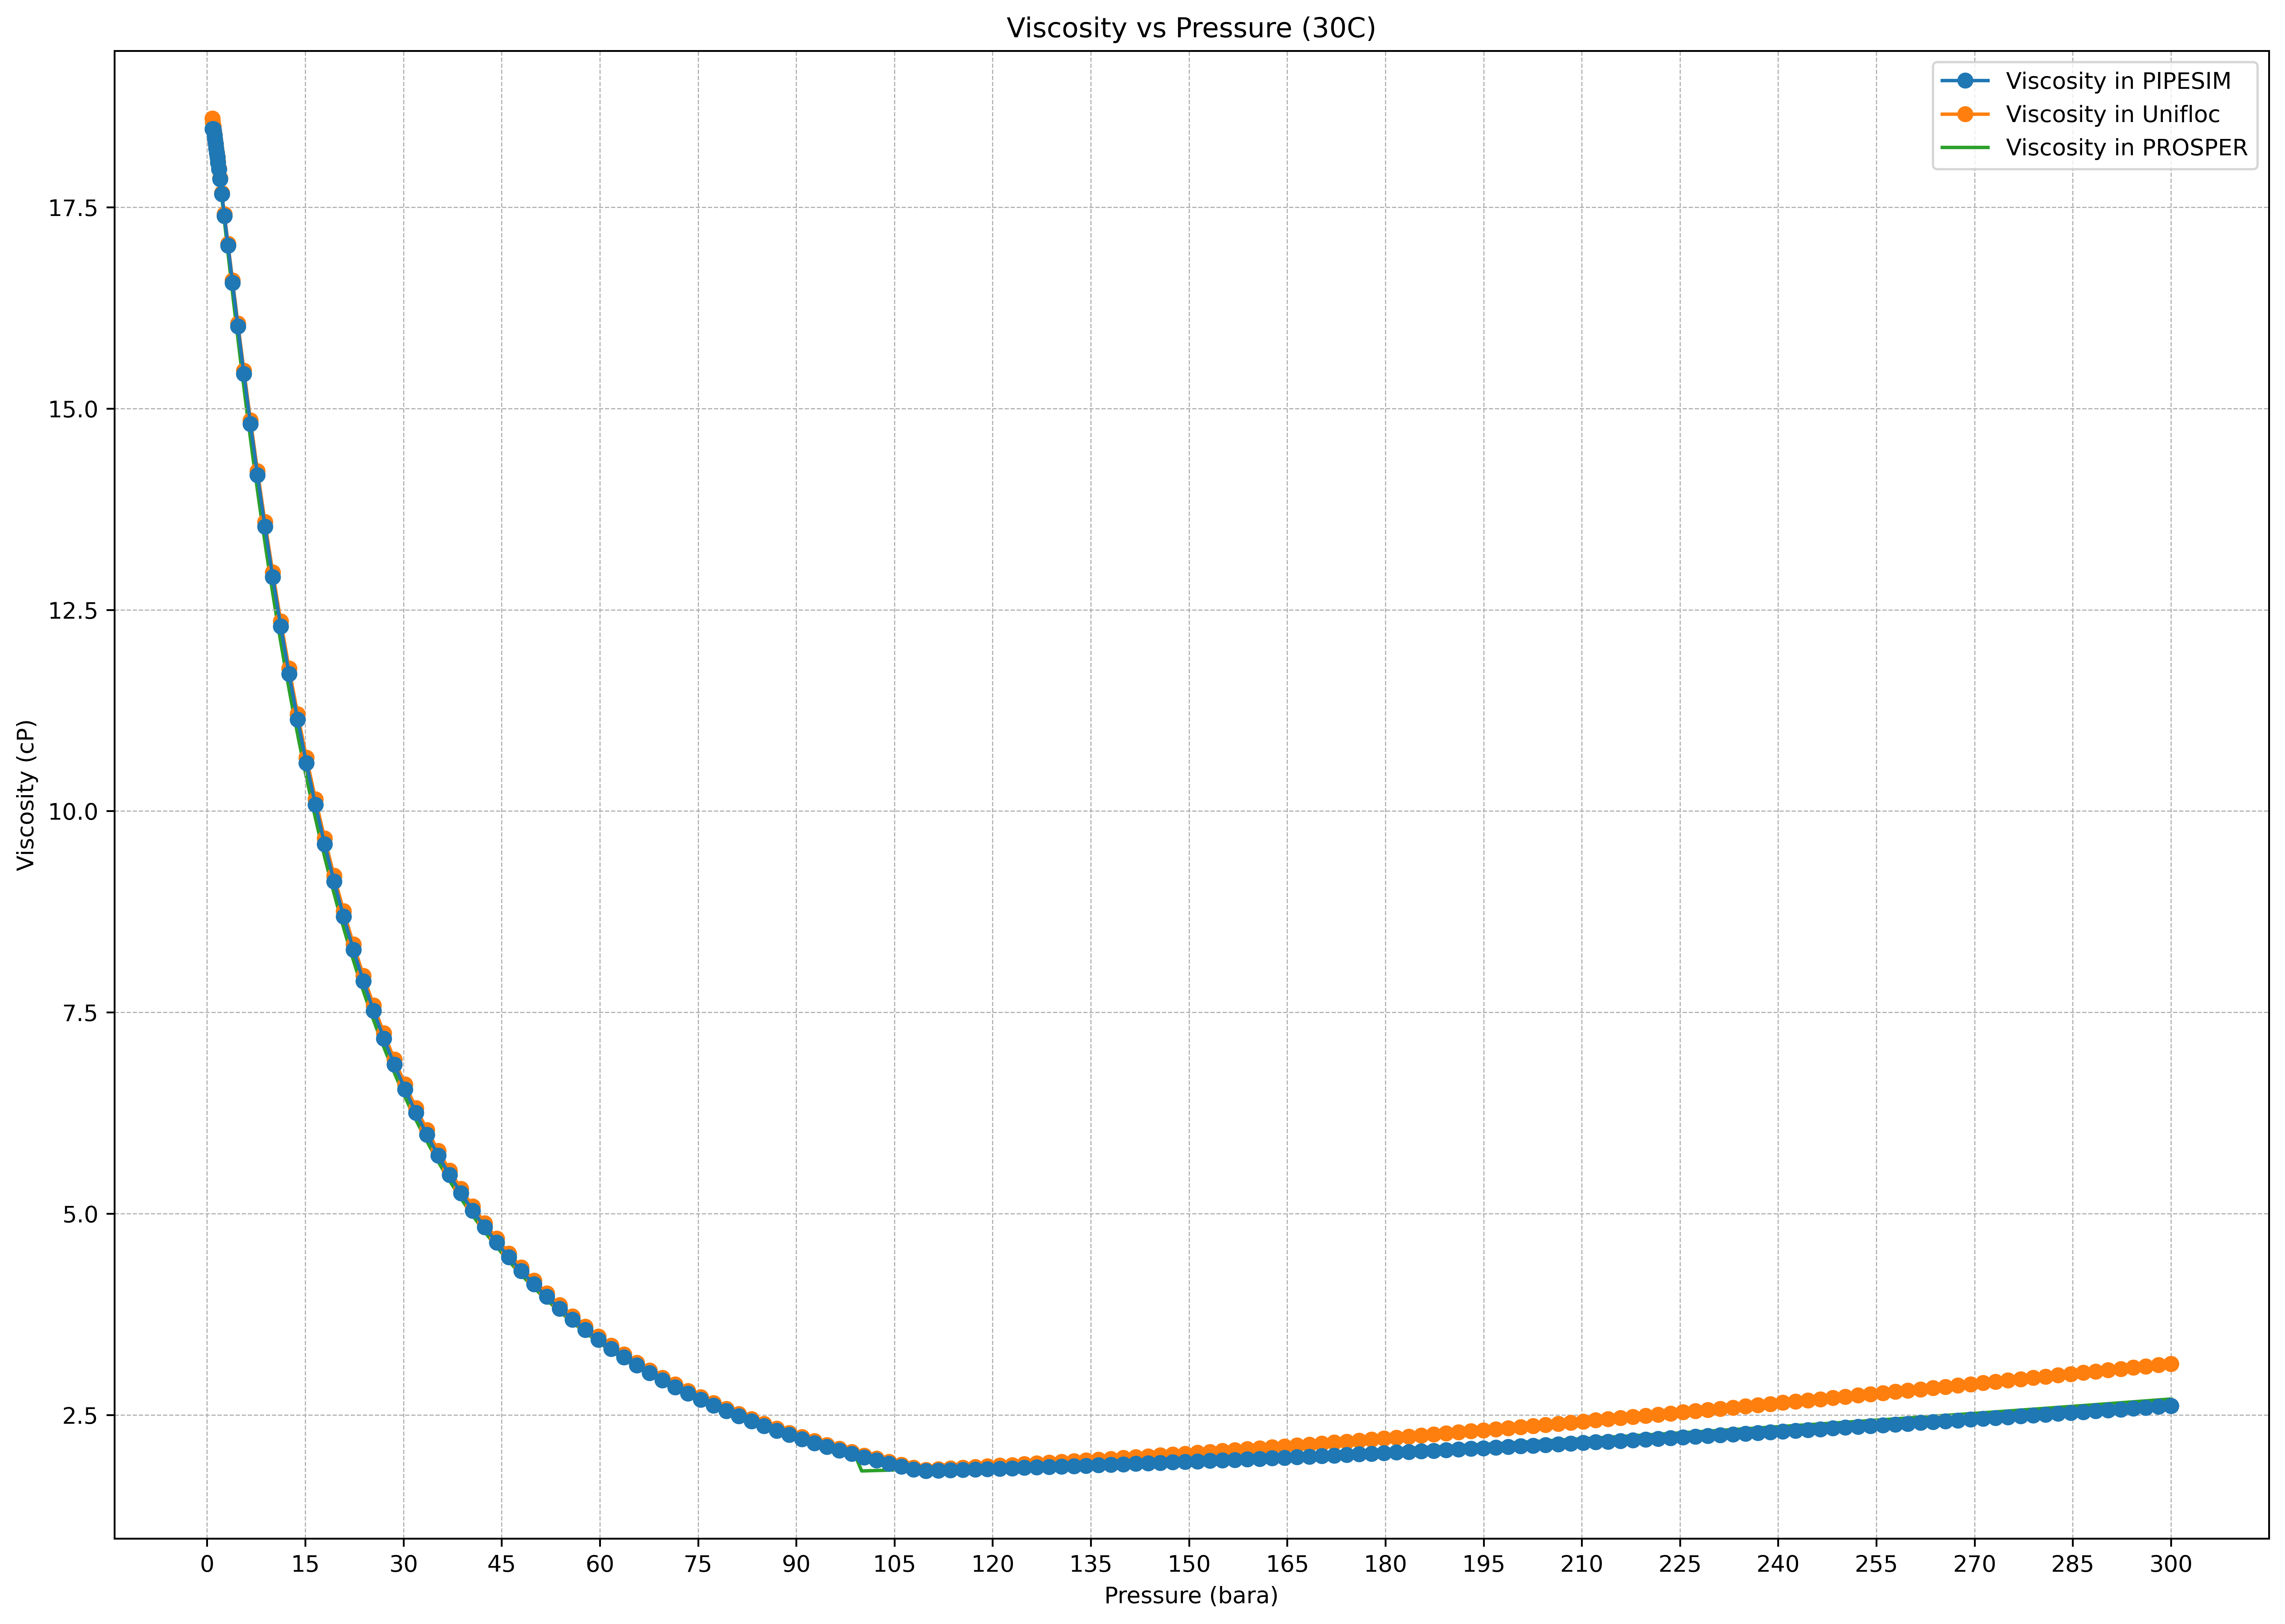 Viscosity vs Pressure (30C)
Viscosity in PIPESIM
Viscosity in Unifloc
Viscosity in PROSPER
Viscosity (cP)
17.5
15.0
12.5
10.0
7.5
5.0
2.5
0 15 30 45 60 75 90 105 120 135 150 165 180 195 210 225 240 255 270 285 300
Pressure (bara)